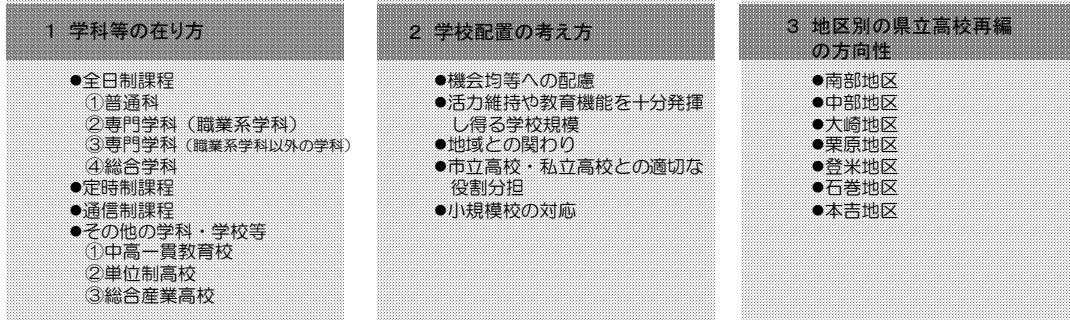 1 学科等の在り方
●全日制課程
①普通科
②専門学科（職業系学科）
③専門学科（職業系学科以外の学科）
④総合学科
●定時制課程
●通信制課程
●その他の学科・学校等
①中高一貫教育校
②単位制高校
③総合産業高校
2 学校配置の考え方
●機会均等への配慮
●活力維持や教育機能を十分発揮
し得る学校規模
●地域との関わり
●市立高校・私立高校との適切な
役割分担
●小規模校の対応
3 地区別の県立高校再編
の方向性
●南部地区
●中部地区
●大崎地区
●栗原地区
●登米地区
●石巻地区
●本吉地区